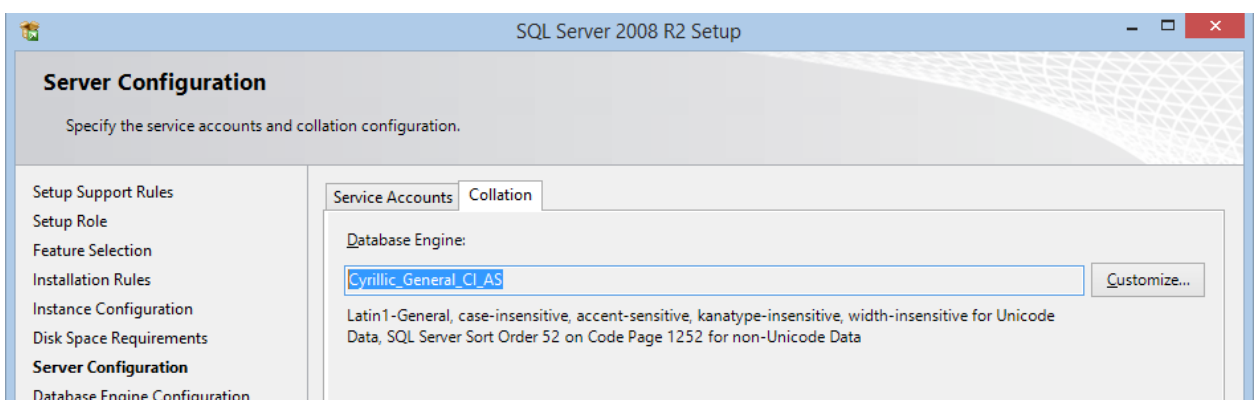 SQL Server 2008 R2 Setup
Server Configuration
Specify the service accounts and collation configuration.
Setup Support Rules
Setup Role
Feature Selection
Installation Rules
Instance Configuration
Disk Space Requirements
Server Configuration
Database Engine Configuration
Service Accounts
Collation
Database Engine:
Cyrillic_General_CI_AS
Customize...
Latin1-General, case-insensitive, accent-sensitive, kanatype-insensitive, width-insensitive for Unicode
Data, SQL Server Sort Order 52 on Code Page 1252 for non-Unicode Data